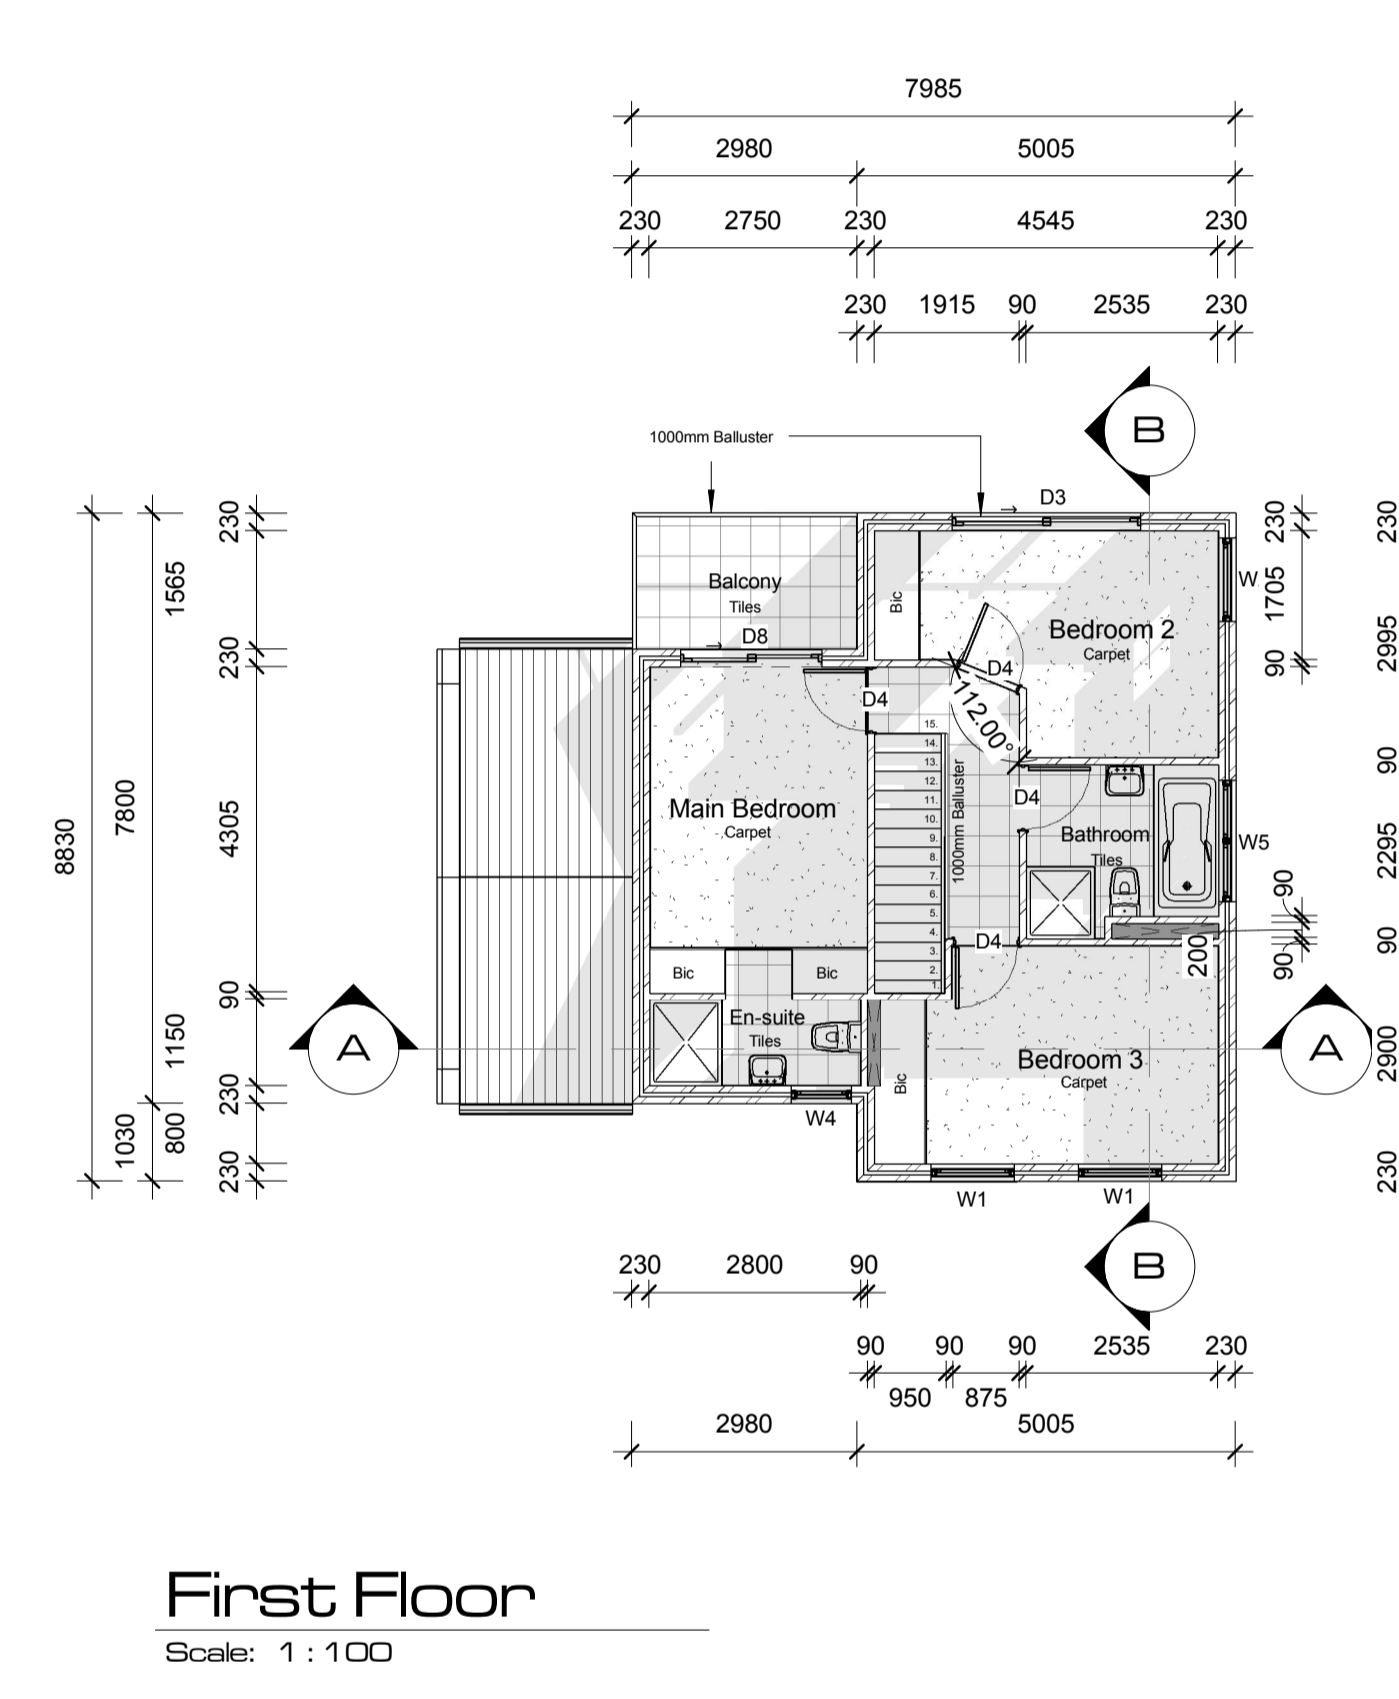 7985
2980 5005
230 2750 230 4545 230
230 1915 90 2535 230
B
1000mm Balluster
D3
230
1565
230
4305
90
1150
230
800
230
7800
1030
8830
230
1705
90
90
200
90
230
2995
90
2295
90
2900
230
Balcony
Tiles
D8
Bic
W
Bedroom 2
Carpet
D4
D4
112.00°
15.
14.
13.
12.
11.
10.
9.
8.
7.
6.
5.
4.
3.
2.
1.
1000mm Balluster
Main Bedroom
Carpet
D4
Bathroom
Tiles
W5
D4
Bic
Bic
En-suite
Tiles
A
A
Bedroom 3
Carpet
Bic
W4
W1
W1
B
230 2800 90
90 90 90 2535 230
950 875
2980 5005
First Floor
Scale: 1 : 100